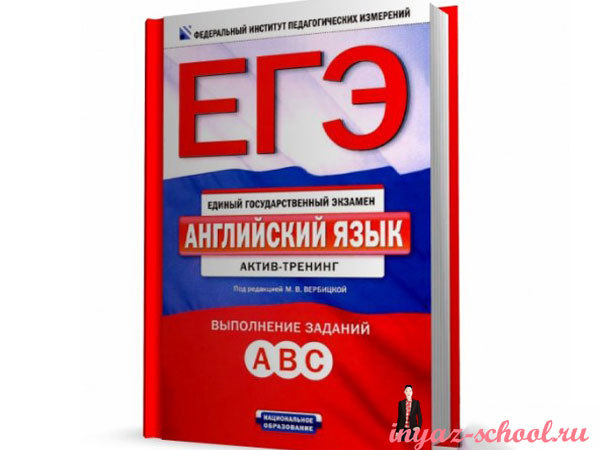 ФЕДЕРАЛЬНЫЙ ИНСТИТУТ ПЕДАГОГИЧЕСКИХ ИЗМЕРЕНИЙ
ЕГЭ
ЕДИНЫЙ ГОСУДАРСТВЕННЫЙ ЭКЗАМЕН
АНГЛИЙСКИЙ ЯЗЫК
АКТИВ-ТРЕНИНГ
Под редакцией М. В. ВЕРБИЦКОЙ
ВЫПОЛНЕНИЕ ЗАДАНИЙ
А В С
НАЦИОНАЛЬНОЕ
ОБРАЗОВАНИЕ
inyaz-school.ru